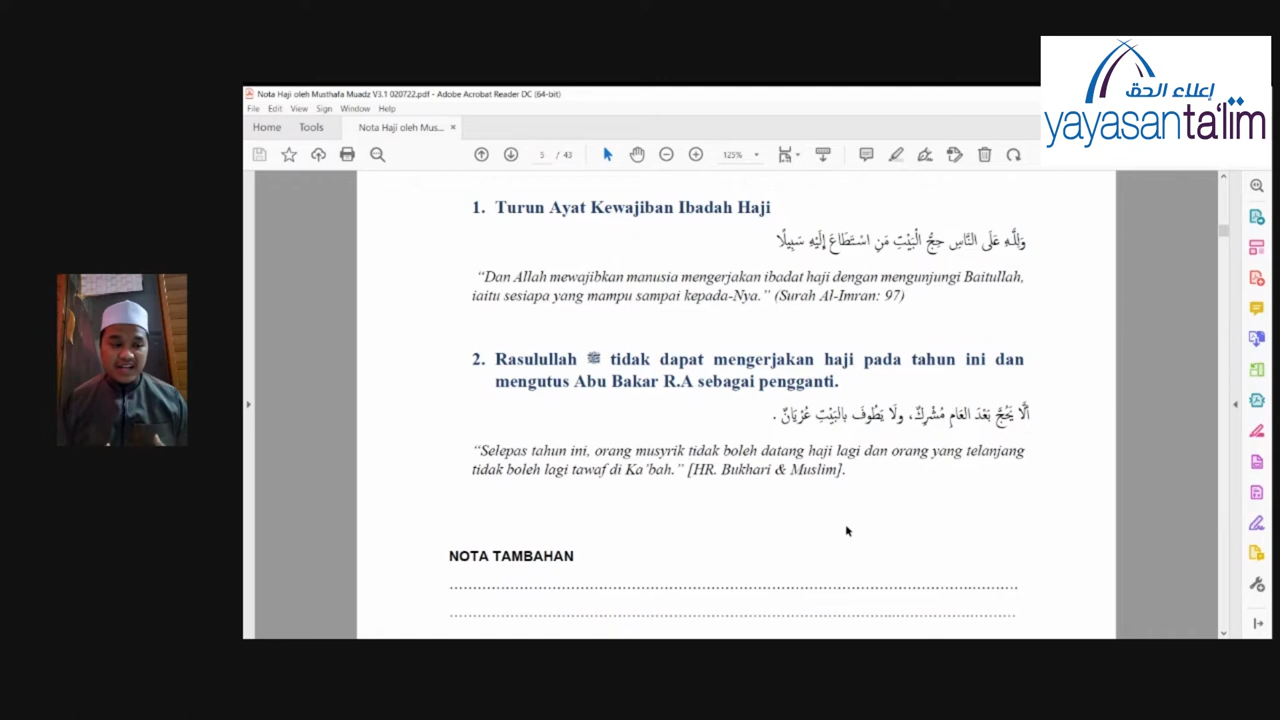 إعلاء الحق
yayasanta'lim
Nota Haji oleh Musthafa Muadz V3.1 020722.pdf - Adobe Acrobat Reader DC (64-bit)
File Edit View Sign Window Help
Home Tools Nota Haji oleh Mus... ×
5 / 43 125%
1. Turun Ayat Kewajiban Ibadah Haji
وَلِلَّـهِ عَلَى النَّاسِ حِجُّ الْبَيْتِ مَنِ اسْتَطَاعَ إِلَيْهِ سَبِيلًا
“Dan Allah mewajibkan manusia mengerjakan ibadat haji dengan mengunjungi Baitullah,
iaitu sesiapa yang mampu sampai kepada-Nya.” (Surah Al-Imran: 97)
2. Rasulullah ﷺ tidak dapat mengerjakan haji pada tahun ini dan
mengutus Abu Bakar R.A sebagai pengganti.
أَلَّا يَحُجَّ بَعْدَ العَامِ مُشْرِكٌ، ولَا يَطُوفَ بالبَيْتِ عُرْيَانٌ .
“Selepas tahun ini, orang musyrik tidak boleh datang haji lagi dan orang yang telanjang
tidak boleh lagi tawaf di Ka’bah.” [HR. Bukhari & Muslim].
NOTA TAMBAHAN